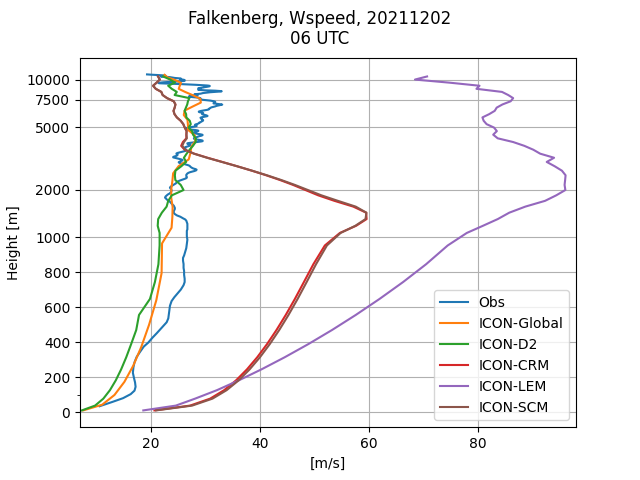 Falkenberg, Wspeed, 20211202
06 UTC
Height [m]
10000
7500
5000
2000
1000
800
600
400
200
0
20
40
60
80
[m/s]
Obs
ICON-Global
ICON-D2
ICON-CRM
ICON-LEM
ICON-SCM